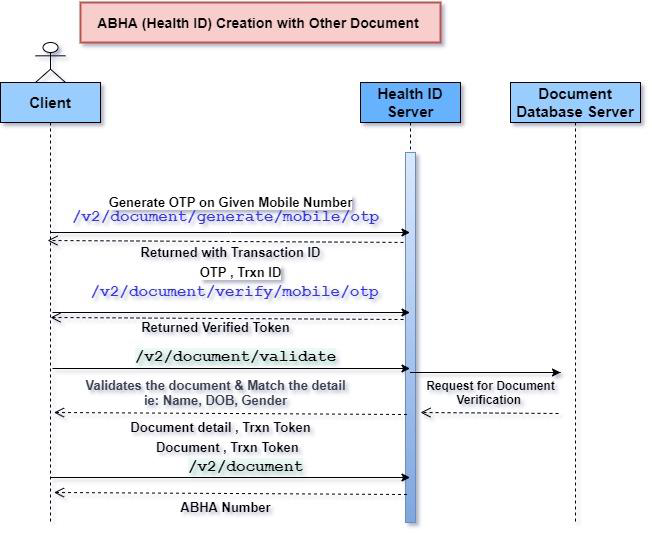 ABHA (Health ID) Creation with Other Document
Client
Health ID
Server
Document
Database Server
Generate OTP on Given Mobile Number
/v2/document/generate/mobile/otp
Returned with Transaction ID
OTP , Trxn ID
/v2/document/verify/mobile/otp
Returned Verified Token
/v2/document/validate
Validates the document & Match the detail
ie: Name, DOB, Gender
Request for Document
Verification
Document detail , Trxn Token
Document , Trxn Token
/v2/document
ABHA Number